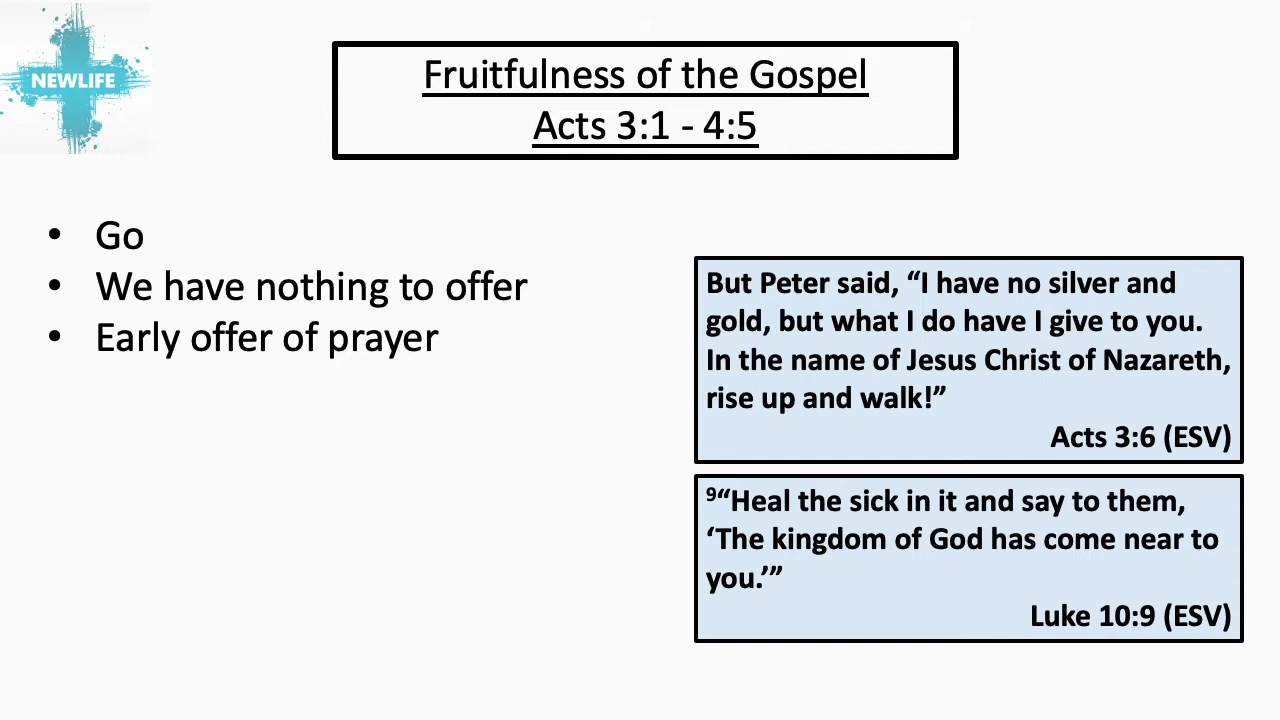 NEWLIFE
Fruitfulness of the Gospel
Acts 3:1 - 4:5
• Go
• We have nothing to offer
• Early offer of prayer
But Peter said, “I have no silver and
gold, but what I do have I give to you.
In the name of Jesus Christ of Nazareth,
rise up and walk!”
Acts 3:6 (ESV)
⁹“Heal the sick in it and say to them,
‘The kingdom of God has come near to
you.’”
Luke 10:9 (ESV)